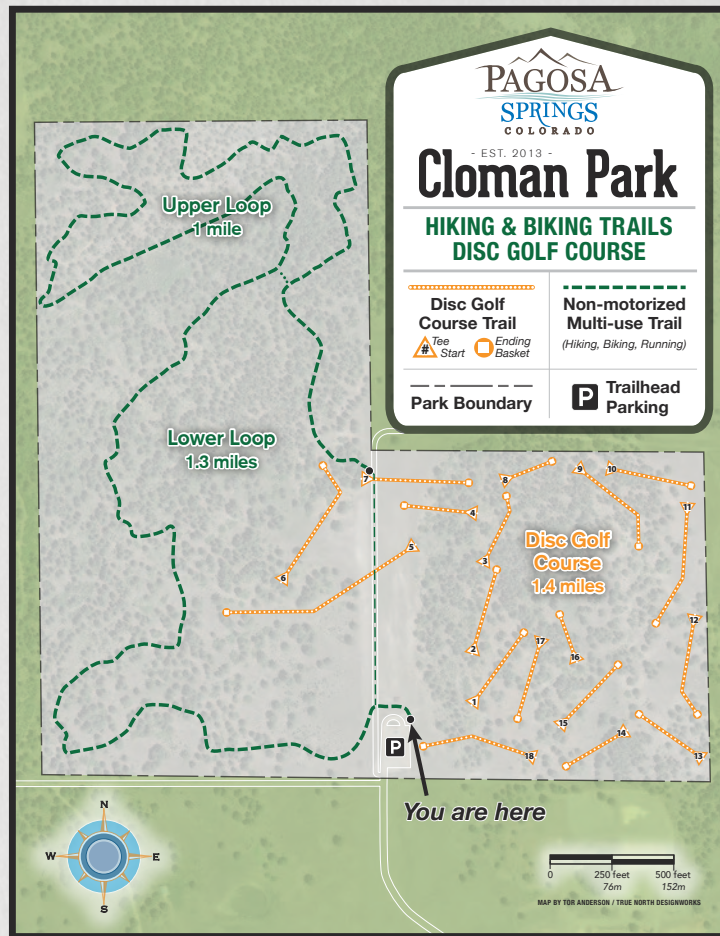 PAGOSA
SPRINGS
COLORADO
- EST. 2013 -
Cloman Park
HIKING & BIKING TRAILS
DISC GOLF COURSE
Disc Golf
Course Trail
#
Tee
Start
Ending
Basket
Non-motorized
Multi-use Trail
(Hiking, Biking, Running)
Park Boundary
P
Trailhead
Parking
Upper Loop
1 mile
Lower Loop
1.3 miles
Disc Golf
Course
1.4 miles
7
8
9
10
4
11
5
3
6
12
2
17
16
1
15
14
18
13
P
You are here
N
W
E
S
0
250 feet
500 feet
76m
152m
MAP BY TOR ANDERSON / TRUE NORTH DESIGNWORKS